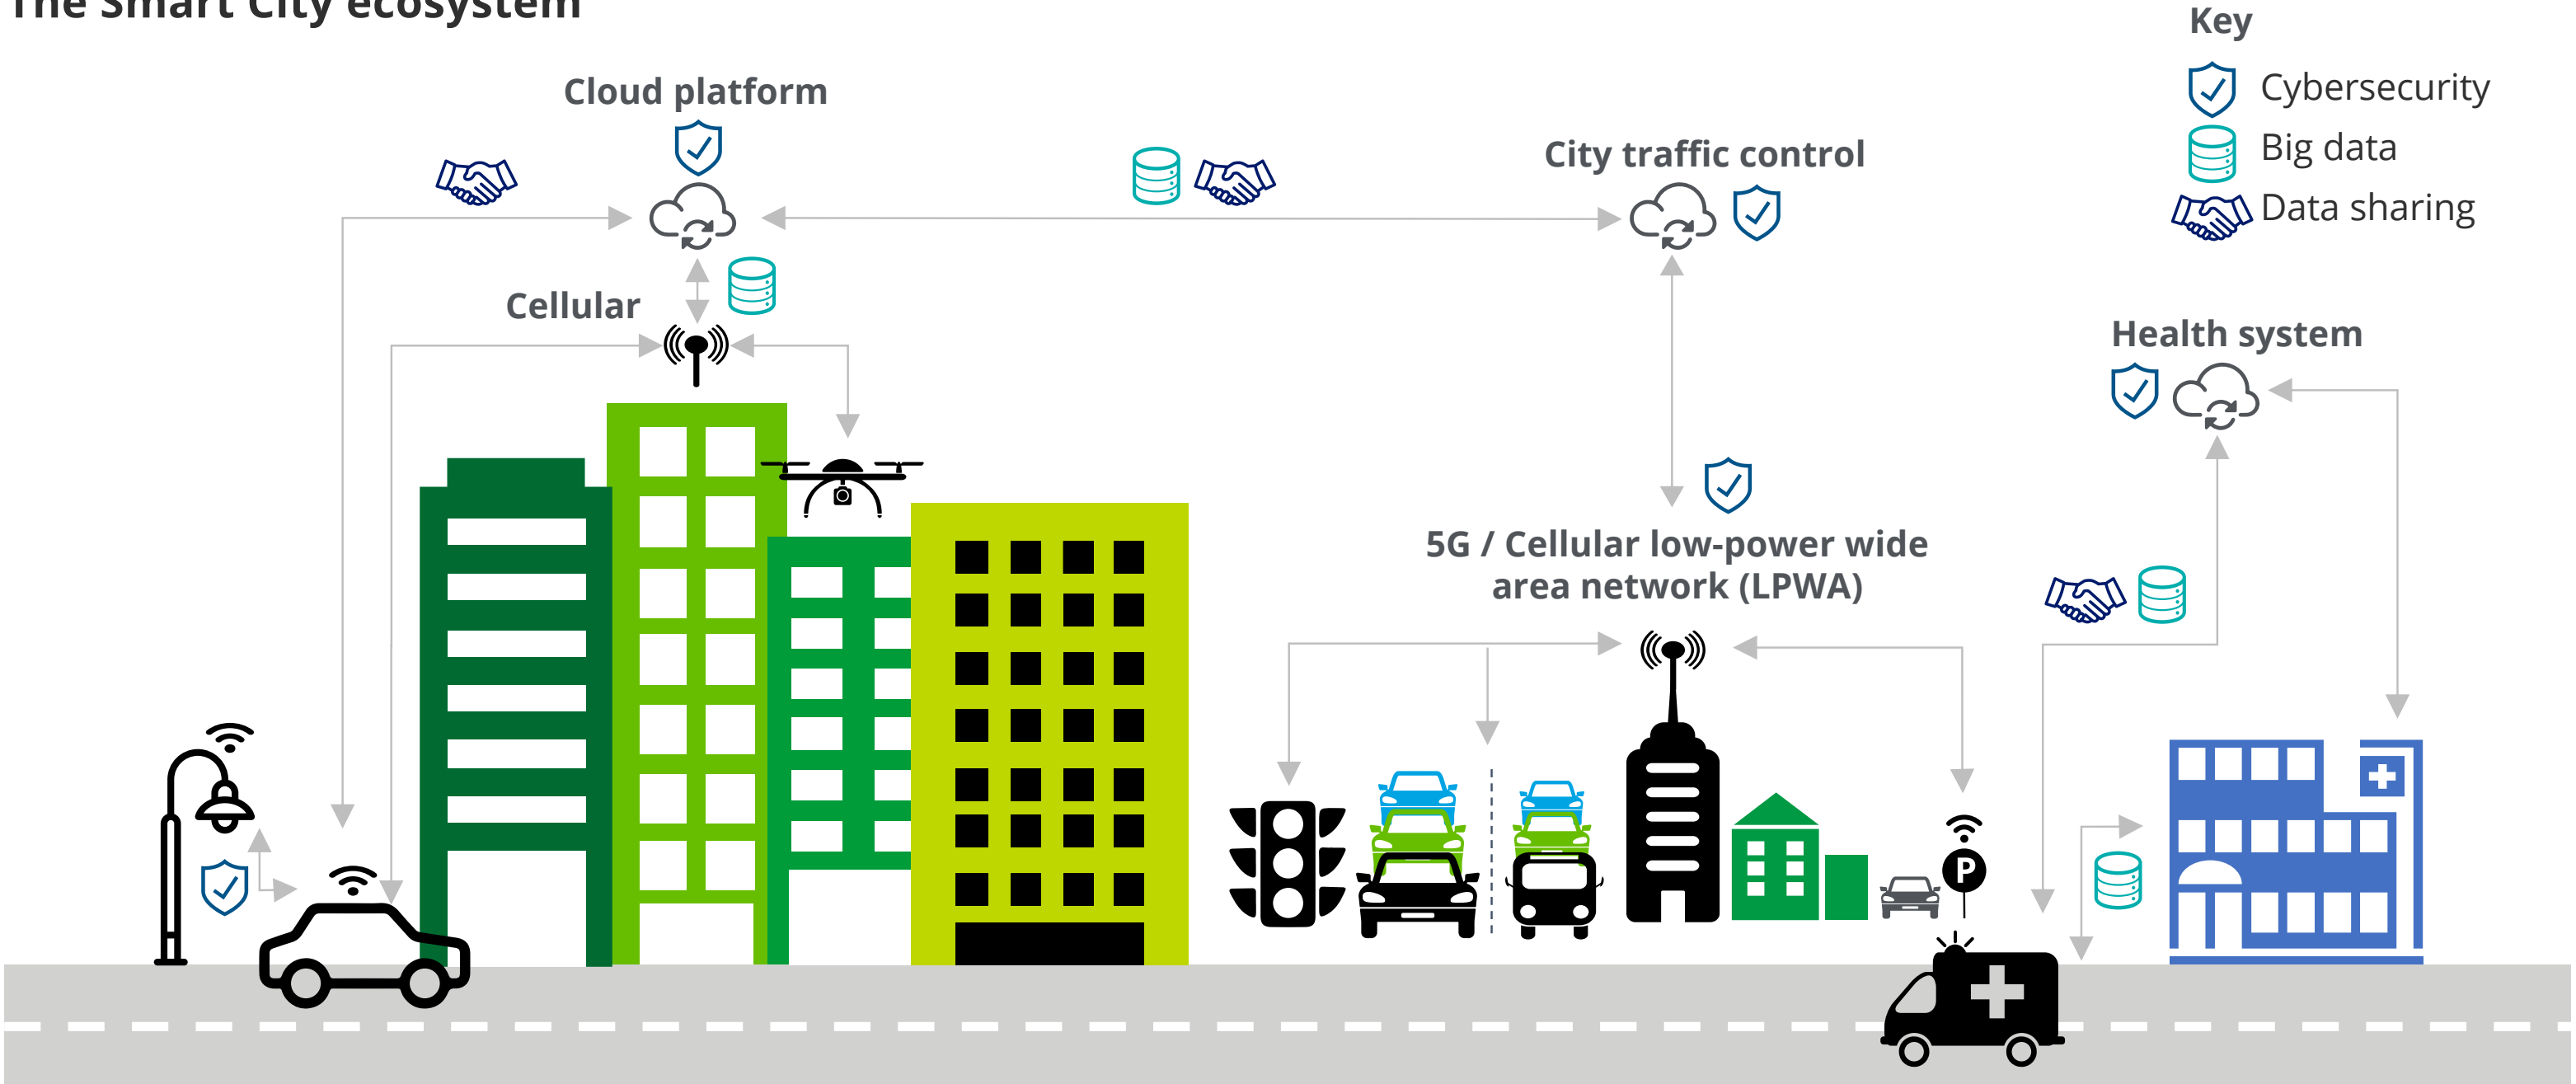 The Smart City ecosystem
Key
Cybersecurity
Big data
Data sharing
Cloud platform
City traffic control
Cellular
Health system
5G / Cellular low-power wide
area network (LPWA)
P